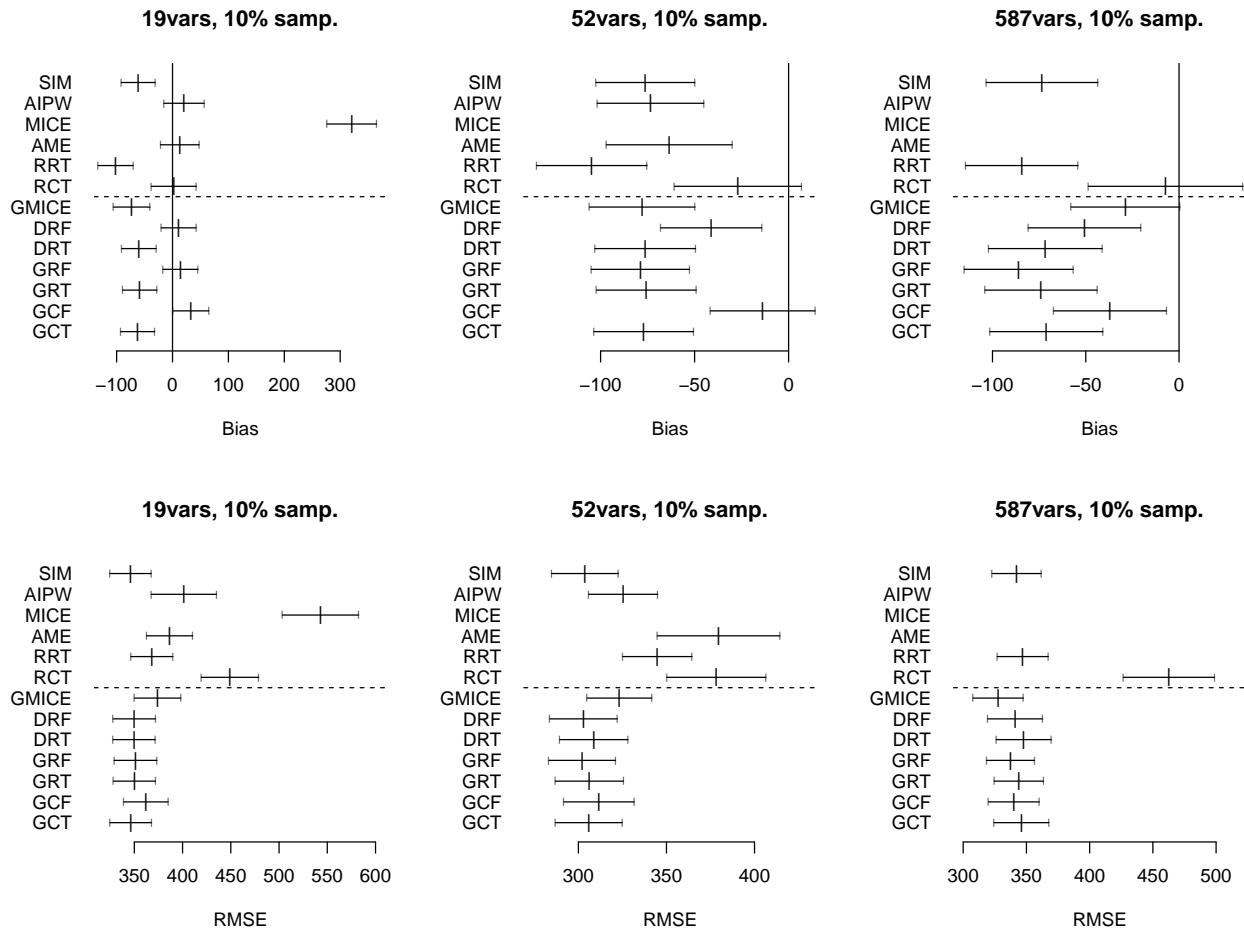 19vars, 10% samp.
SIM
AIPW
MICE
AME
RRT
RCT
GMICE
DRF
DRT
GRF
GRT
GCF
GCT
−100 0 100 200 300
Bias
52vars, 10% samp.
SIM
AIPW
MICE
AME
RRT
RCT
GMICE
DRF
DRT
GRF
GRT
GCF
GCT
−100 −50 0
Bias
587vars, 10% samp.
SIM
AIPW
MICE
AME
RRT
RCT
GMICE
DRF
DRT
GRF
GRT
GCF
GCT
−100 −50 0
Bias
19vars, 10% samp.
SIM
AIPW
MICE
AME
RRT
RCT
GMICE
DRF
DRT
GRF
GRT
GCF
GCT
350 400 450 500 550 600
RMSE
52vars, 10% samp.
SIM
AIPW
MICE
AME
RRT
RCT
GMICE
DRF
DRT
GRF
GRT
GCF
GCT
300 350 400
RMSE
587vars, 10% samp.
SIM
AIPW
MICE
AME
RRT
RCT
GMICE
DRF
DRT
GRF
GRT
GCF
GCT
300 350 400 450 500
RMSE